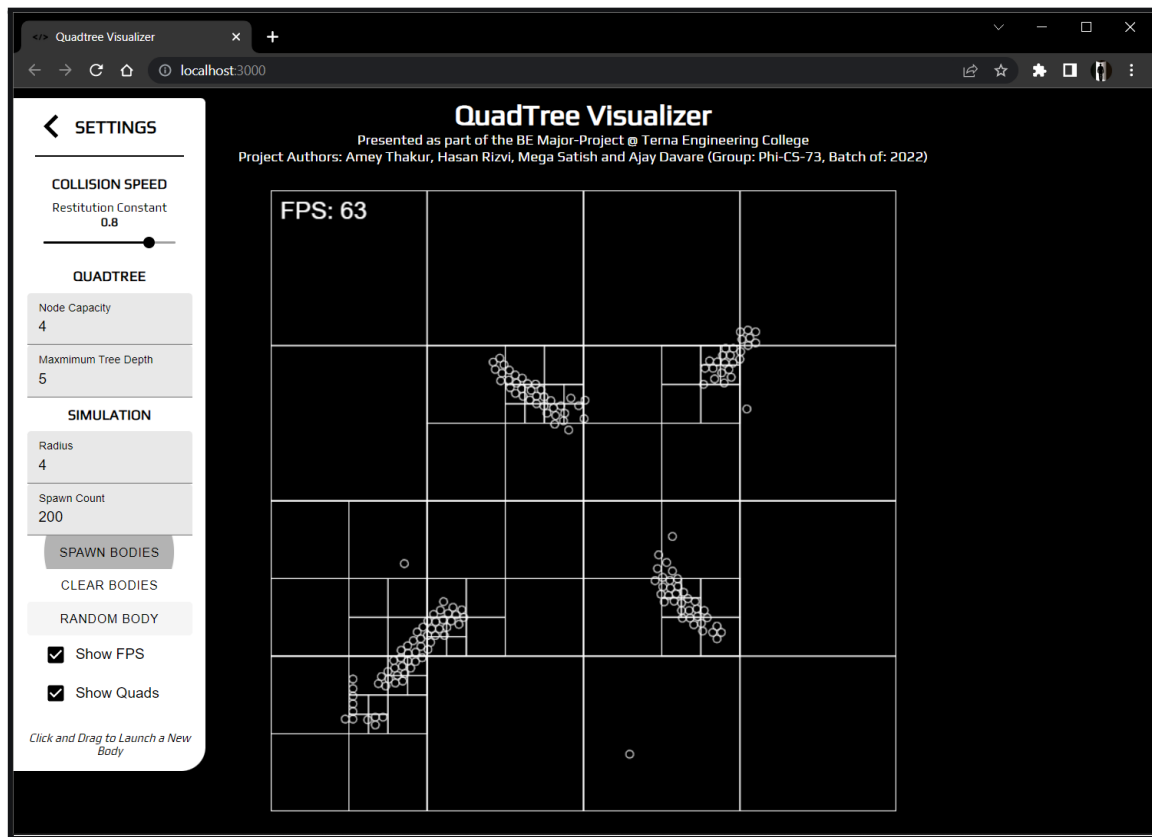 </> Quadtree Visualizer
localhost:3000
SETTINGS
COLLISION SPEED
Restitution Constant
0.8
QUADTREE
Node Capacity
4
Maxmimum Tree Depth
5
SIMULATION
Radius
4
Spawn Count
200
SPAWN BODIES
CLEAR BODIES
RANDOM BODY
Show FPS
Show Quads
Click and Drag to Launch a New
Body
QuadTree Visualizer
Presented as part of the BE Major-Project @ Terna Engineering College
Project Authors: Amey Thakur, Hasan Rizvi, Mega Satish and Ajay Davare (Group: Phi-CS-73, Batch of: 2022)
FPS: 63